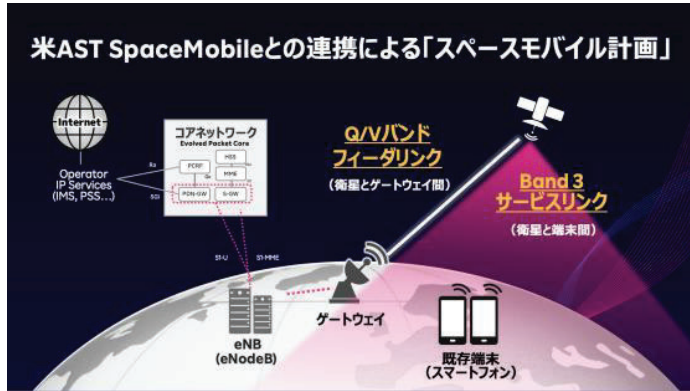 米AST SpaceMobileとの連携による「スペースモバイル計画」
Internet
Operator
IP Services
(IMS, PSS...)
Rx
SGi
コアネットワーク
Evolved Packet Core
HSS
PCRF
MME
PDN-GW
S-GW
S1-U
S1-MME
Q/Vバンド
フィーダリンク
(衛星とゲートウェイ間)
Band 3
サービスリンク
(衛星と端末間)
eNB
(eNodeB)
ゲートウェイ
既存端末
(スマートフォン)